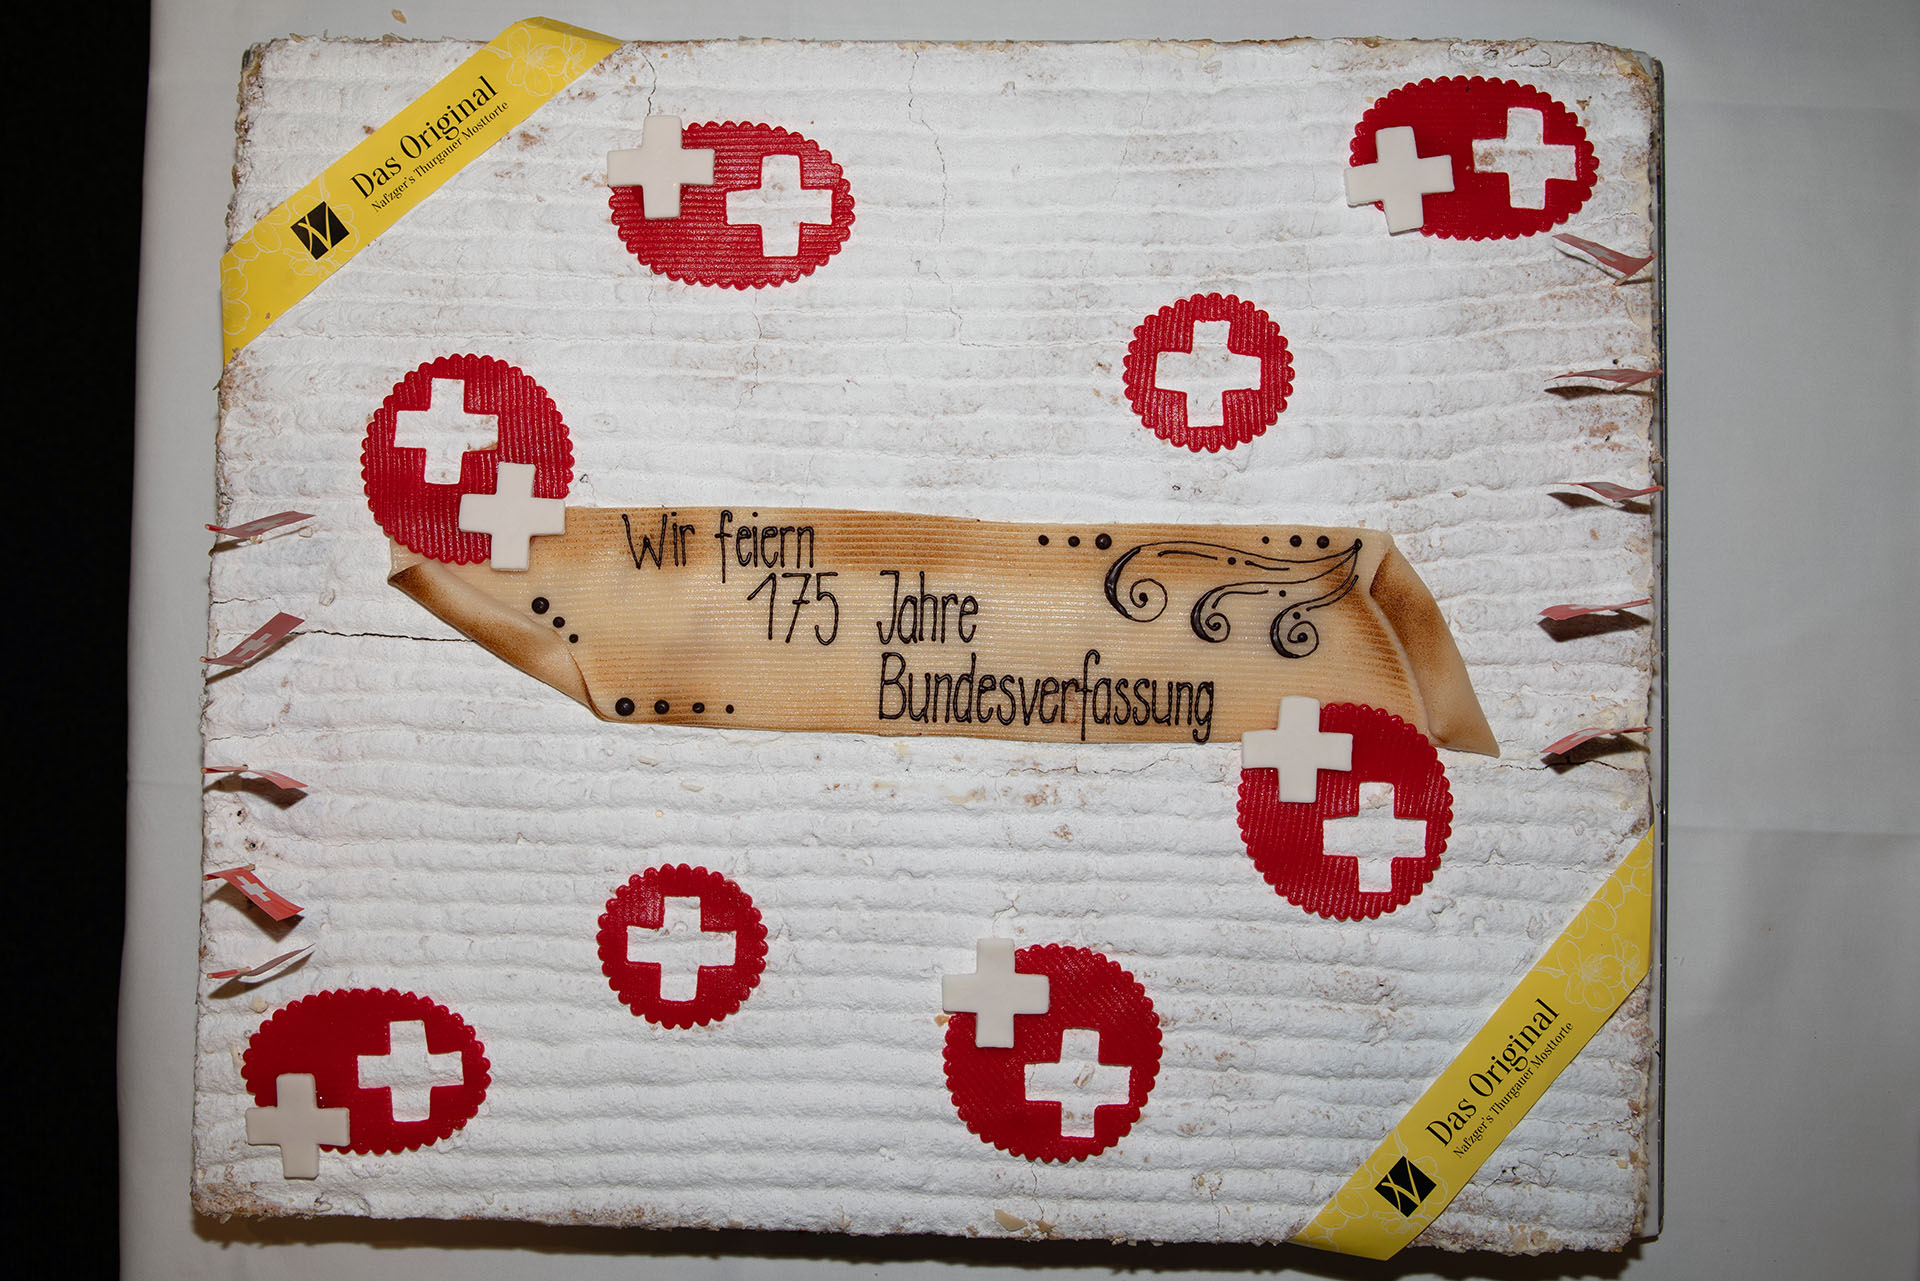 Das Original
Nafzger's Thurgauer Mosttorte
Wir feiern
175 Jahre
Bundesverfassung
Das Original
Nafzger's Thurgauer Mosttorte